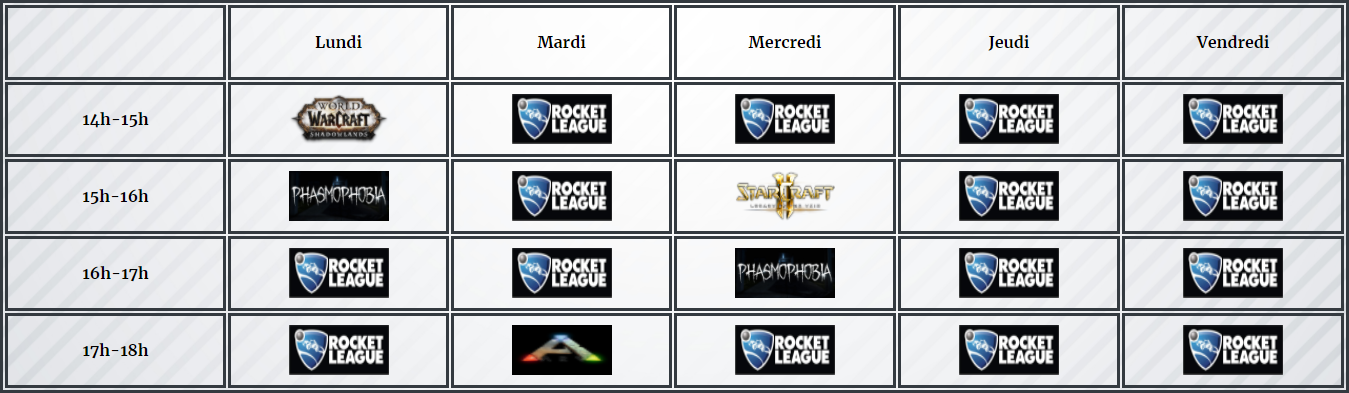 Lundi Mardi Mercredi Jeudi Vendredi
14h-15h
WORLD
WARCRAFT
SHADOWLANDS
ROCKET
LEAGUE
ROCKET
LEAGUE
ROCKET
LEAGUE
ROCKET
LEAGUE
15h-16h
PHASMOPHOBIA
ROCKET
LEAGUE
STARCRAFT
II
ROCKET
LEAGUE
ROCKET
LEAGUE
16h-17h
ROCKET
LEAGUE
ROCKET
LEAGUE
PHASMOPHOBIA
ROCKET
LEAGUE
ROCKET
LEAGUE
17h-18h
ROCKET
LEAGUE
ROCKET
LEAGUE
ROCKET
LEAGUE
ROCKET
LEAGUE